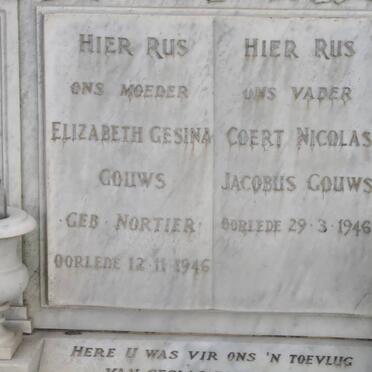 HIER RUS
ONS MOEDER
ELIZABETH GESINA
GOUWS
GEB · NORTIER
OORLEDE 12 · 11 · 1946
HIER RUS
ONS VADER
COERT NICOLAS
JACOBUS GOUWS
OORLEDE 29 · 3 · 1946
HERE U WAS VIR ONS 'N TOEVLUG
VAN